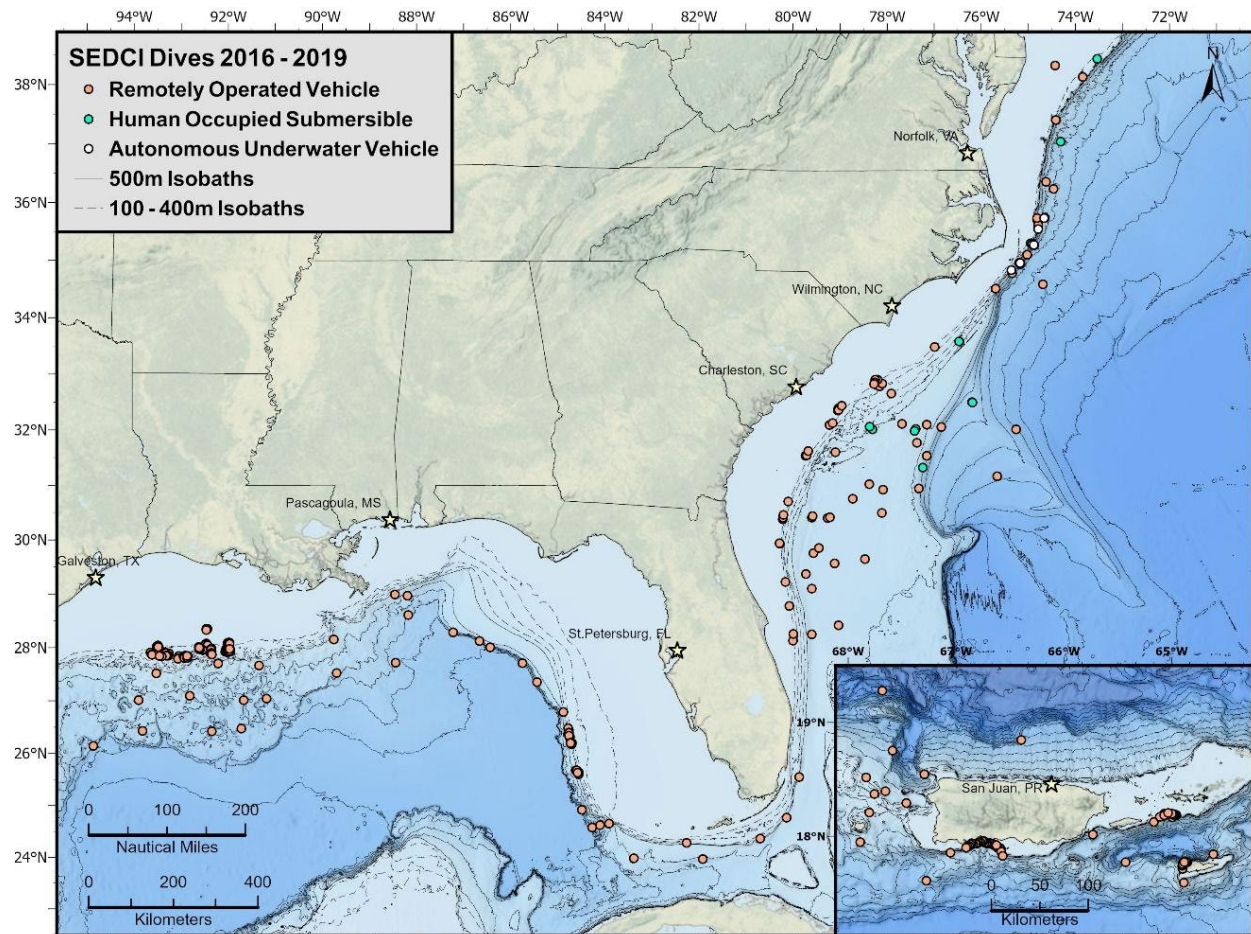 94°W 92°W 90°W 88°W 86°W 84°W 82°W 80°W 78°W 76°W 74°W 72°W
SEDCI Dives 2016 - 2019
Remotely Operated Vehicle
Human Occupied Submersible
Autonomous Underwater Vehicle
500m Isobaths
100 - 400m Isobaths
N
38°N
Norfolk, VA
36°N
Wilmington, NC
34°N
Charleston, SC
32°N
Pascagoula, MS
30°N
Galveston, TX
St.Petersburg, FL
28°N
68°W 67°W 66°W 65°W
19°N
26°N
San Juan, PR
0 100 200
Nautical Miles
18°N
24°N
0 200 400
Kilometers
0 50 100
Kilometers